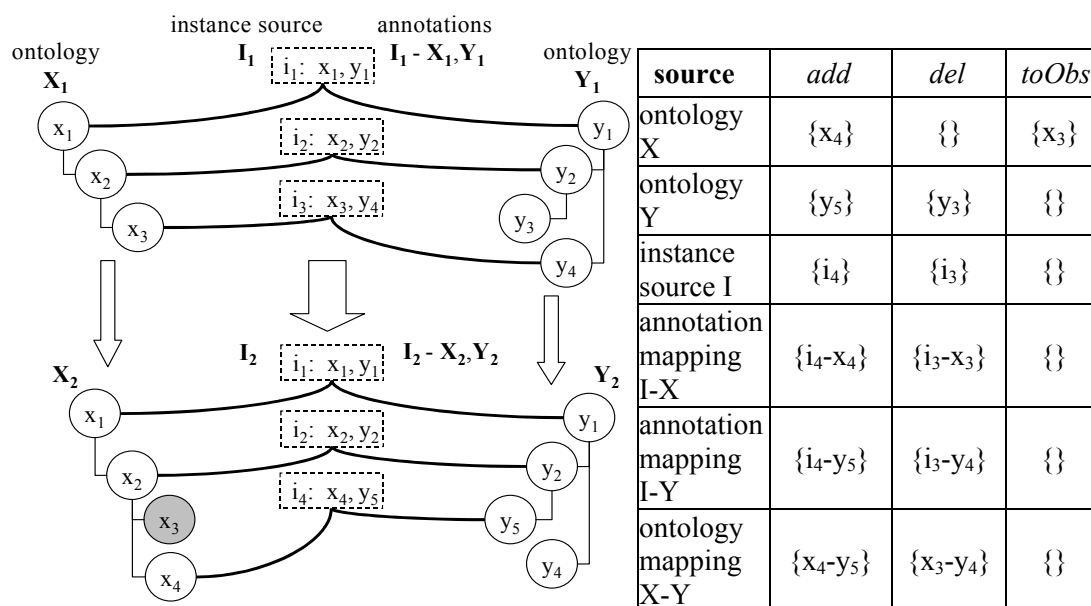 instance source annotations
ontology I₁ I₁ - X₁,Y₁ ontology
X₁ i₁: x₁, y₁ Y₁
x₁ y₁
i₂: x₂, y₂
x₂ y₂
i₃: x₃, y₄
x₃ y₃
y₄
I₂ I₂ - X₂,Y₂
X₂ i₁: x₁, y₁ Y₂
x₁ y₁
i₂: x₂, y₂
x₂ y₂
i₄: x₄, y₅
x₃ y₅
x₄ y₄
source add del toObs
ontology
X {x₄} {} {x₃}
ontology
Y {y₅} {y₃} {}
instance
source I {i₄} {i₃} {}
annotation
mapping {i₄-x₄} {i₃-x₃} {}
I-X
annotation
mapping {i₄-y₅} {i₃-y₄} {}
I-Y
ontology
mapping {x₄-y₅} {x₃-y₄} {}
X-Y